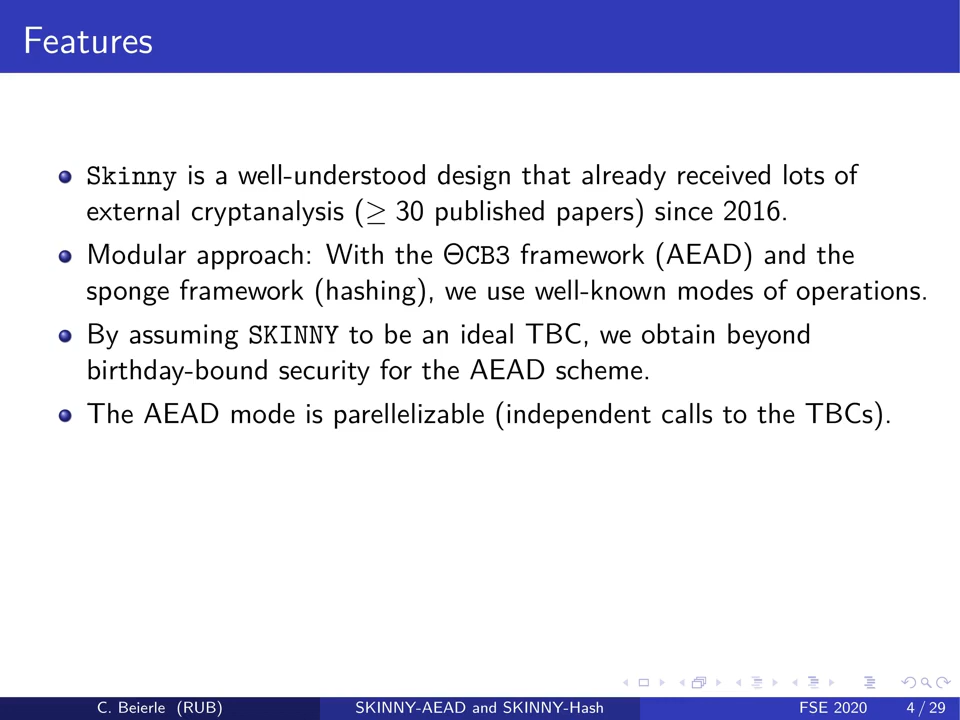 Features
Skinny is a well-understood design that already received lots of
external cryptanalysis (≥ 30 published papers) since 2016.
Modular approach: With the ΘCB3 framework (AEAD) and the
sponge framework (hashing), we use well-known modes of operations.
By assuming SKINNY to be an ideal TBC, we obtain beyond
birthday-bound security for the AEAD scheme.
The AEAD mode is parellelizable (independent calls to the TBCs).
C. Beierle (RUB) SKINNY-AEAD and SKINNY-Hash FSE 2020 4 / 29